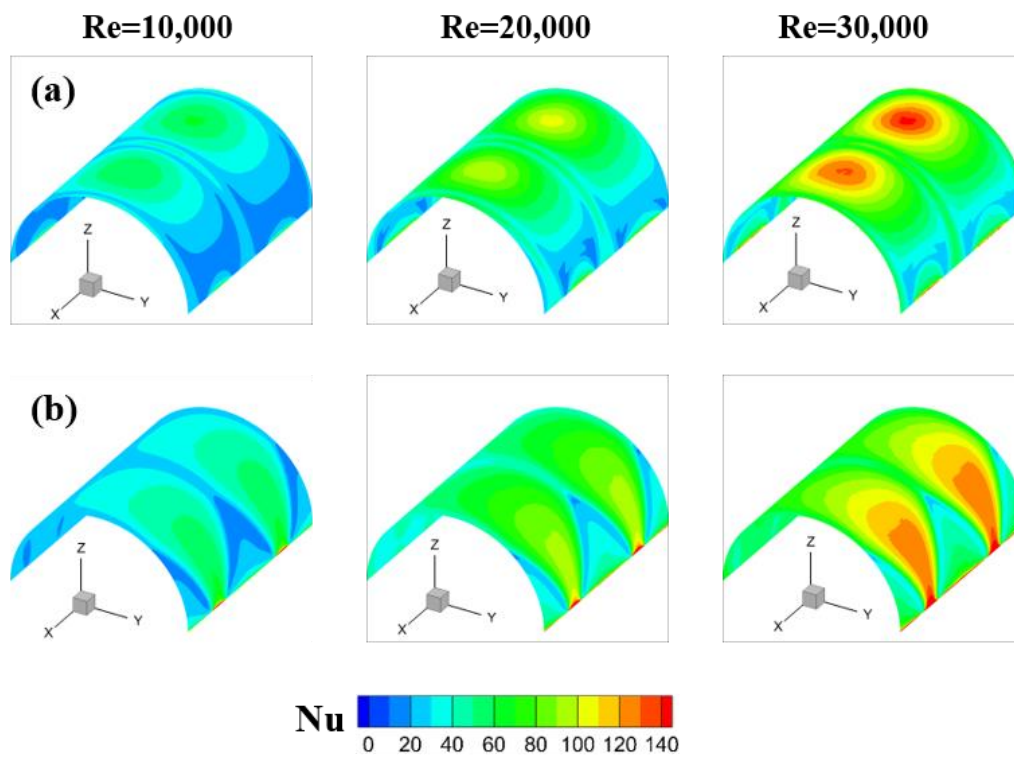 Re=10,000 Re=20,000 Re=30,000
(a)
Z Z Z
Y Y Y
X X X
(b)
Z Z Z
Y Y Y
X X X
Nu
0 20 40 60 80 100 120 140